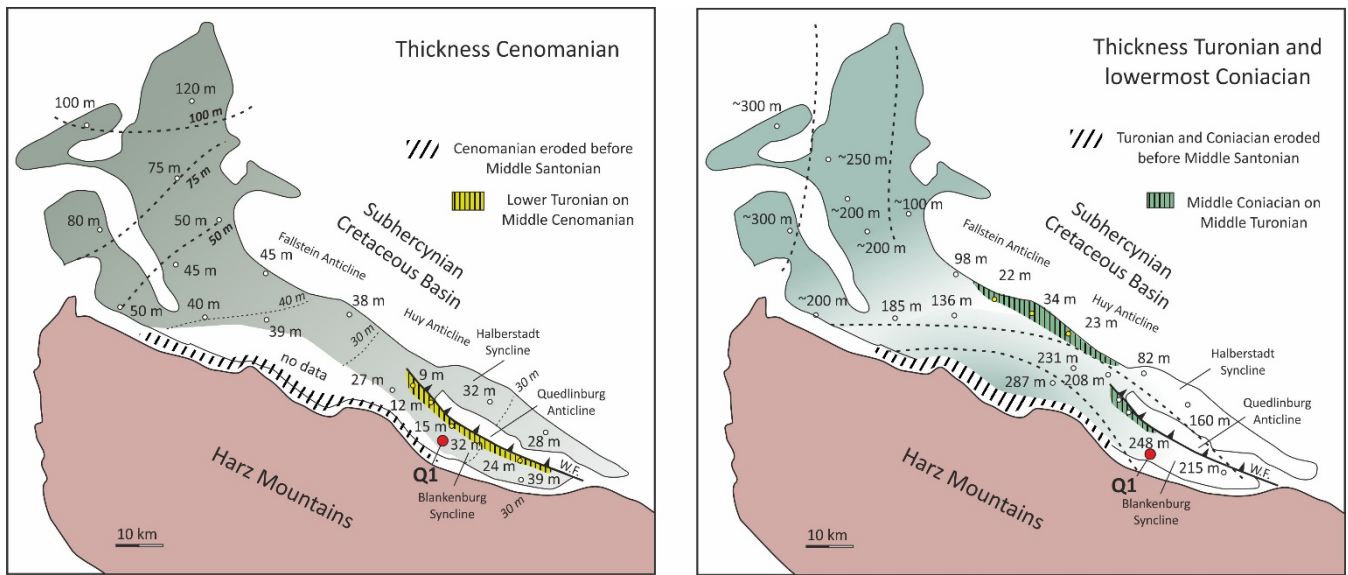 Thickness Cenomanian
120 m
100 m
100 m
Cenomanian eroded before
Middle Santonian
75 m
75 m
Lower Turonian on
Middle Cenomanian
80 m
50 m
50 m
Subhercynian
Cretaceous Basin
Fallstein Anticline
45 m
45 m
40 m
38 m
50 m
40 m
39 m
30 m
Huy Anticline
Halberstadt
Syncline
no data
27 m
9 m
32 m
30 m
Quedlinburg
Anticline
12 m
15 m
32 m
28 m
24 m
W.F.
39 m
Q1
Blankenburg
Syncline
30 m
Harz Mountains
10 km
Thickness Turonian and
lowermost Coniacian
~300 m
Turonian and Coniacian eroded
before Middle Santonian
~250 m
Middle Coniacian on
Middle Turonian
~300 m
~200 m
~100 m
~200 m
Subhercynian
Cretaceous Basin
Fallstein Anticline
98 m
22 m
~200 m
185 m
136 m
34 m
Huy Anticline
23 m
231 m
82 m
Halberstadt
Syncline
287 m
208 m
Quedlinburg
Anticline
160 m
248 m
215 m
W.F.
Q1
Blankenburg
Syncline
Harz Mountains
10 km